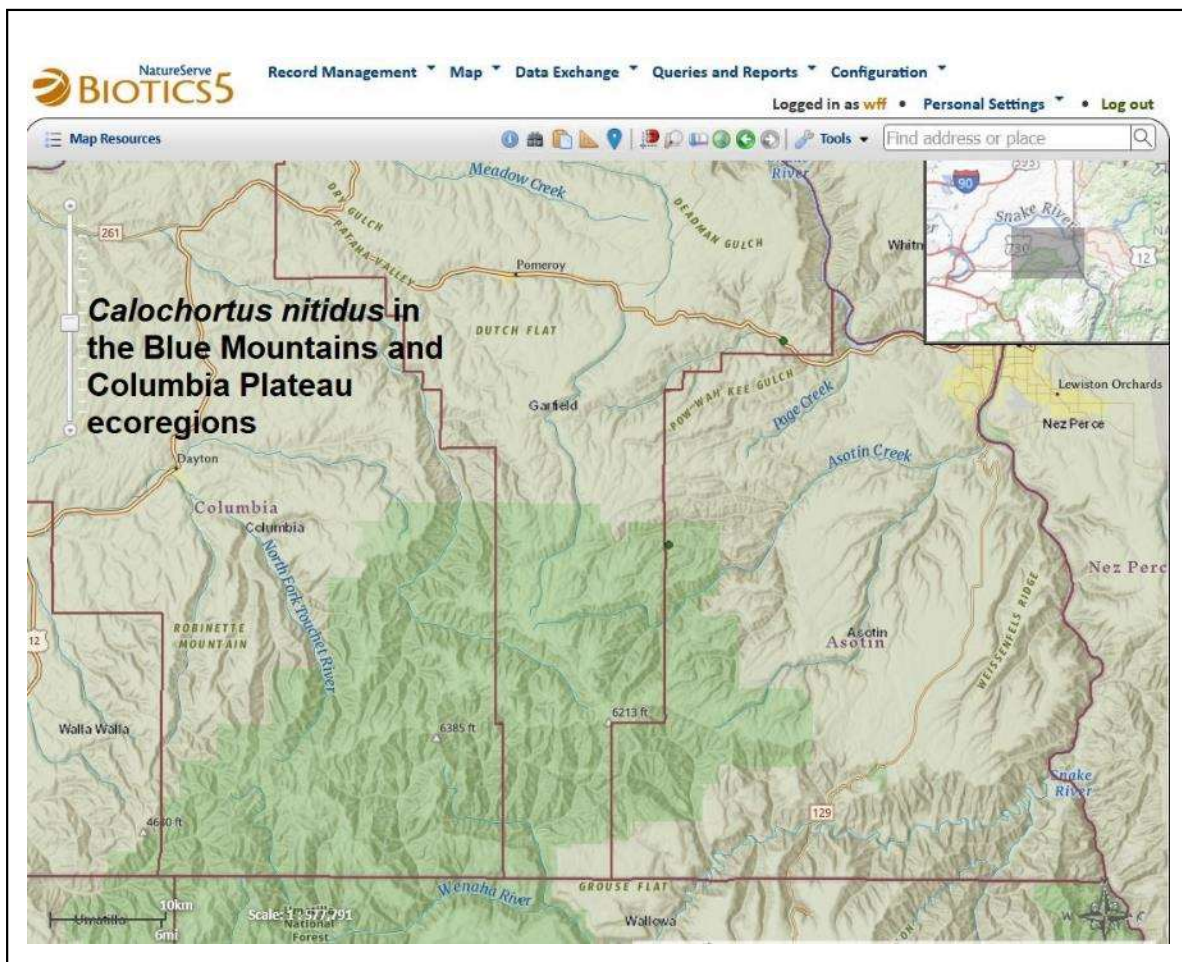 NatureServe
BIOTICS5
Record Management Map Data Exchange Queries and Reports Configuration
Logged in as wff • Personal Settings • Log out
Map Resources
Tools
Find address or place
Meadow Creek
River
DRY GULCH
PATAHA VALLEY
DEADMAN GULCH
90
Snake River
730
12
261
Pomeroy
Calochortus nitidus in
the Blue Mountains and
Columbia Plateau
ecoregions
DUTCH FLAT
POW WAH KEE GULCH
Page Creek
Garfield
Lewiston Orchards
Nez Perce
Dayton
Asotin Creek
Columbia
Columbia
North Fork Touchet River
Nez Perc
ROBINETTE
MOUNTAIN
12
Asotin
Asotin
WEISSENFELS RIDGE
Walla Walla
6385 ft
6213 ft
Snake
River
129
Wenaha River
GROUSE FLAT
10km
Scale: 1 : 577,791
Umatilla
National
Forest
6mi
Wallowa